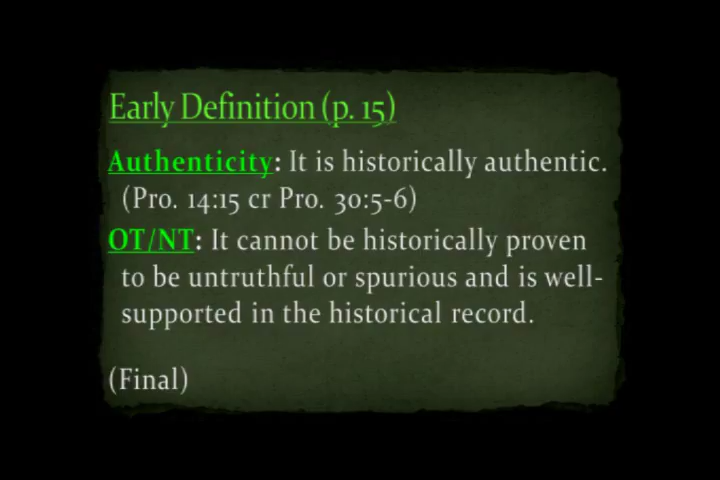 Early Definition (p. 15)
Authenticity: It is historically authentic.
(Pro. 14:15 cr Pro. 30:5-6)
OT/NT: It cannot be historically proven
to be untruthful or spurious and is well-
supported in the historical record.
(Final)